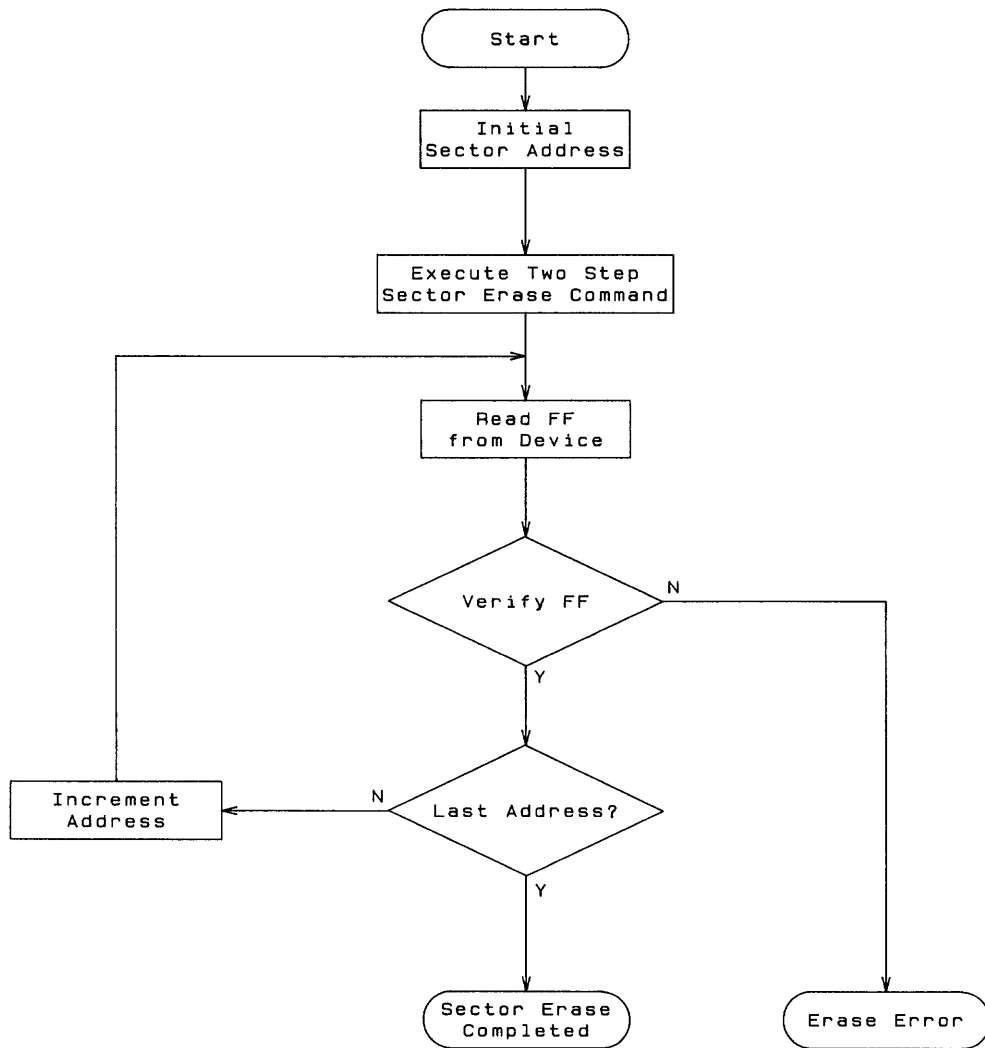 Start
Initial
Sector Address
Execute Two Step
Sector Erase Command
Read FF
from Device
Verify FF
N
Y
Last Address?
N
Increment
Address
Y
Sector Erase
Completed
Erase Error